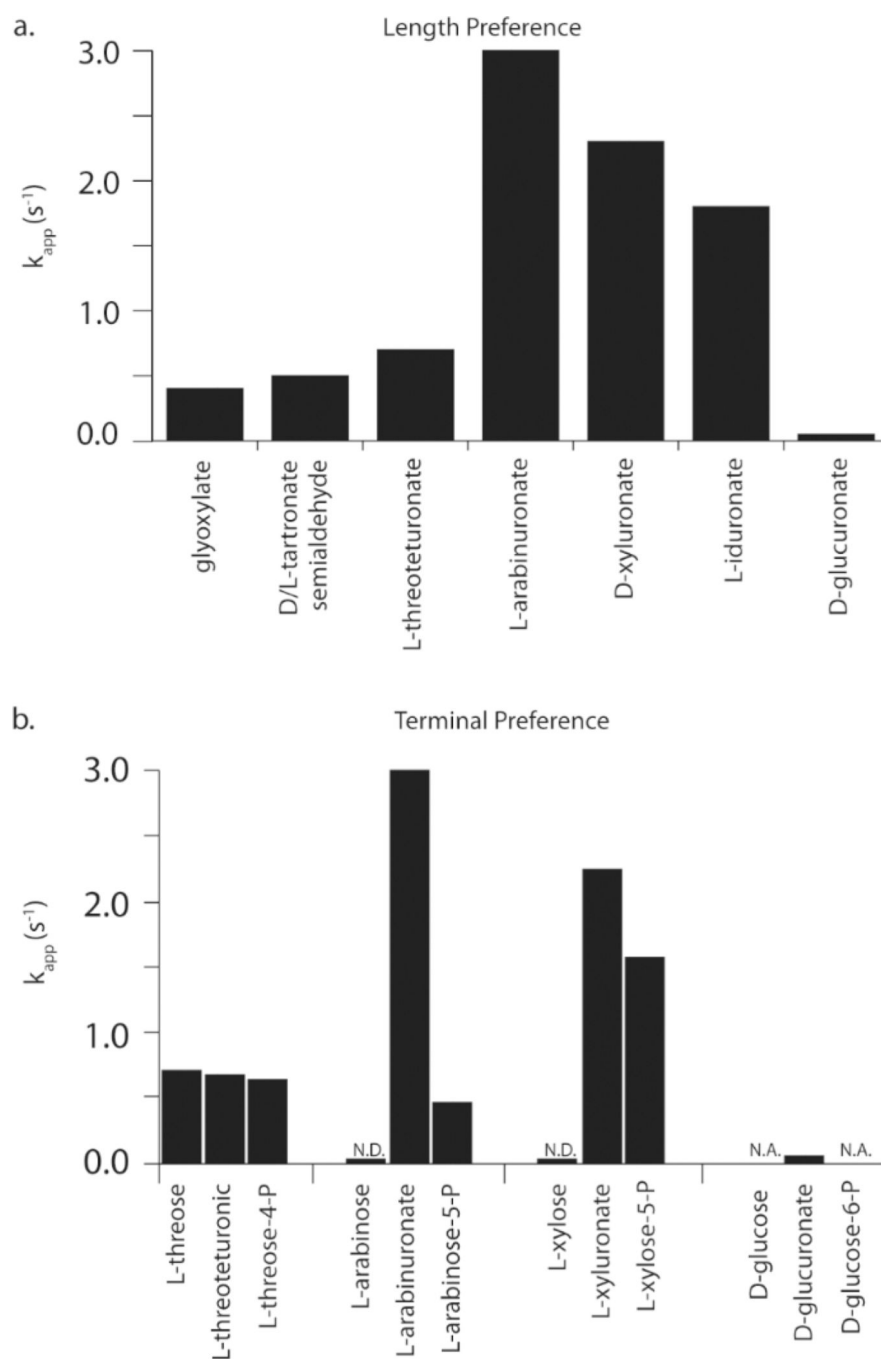 a.
Length Preference
3.0
2.0
1.0
0.0
kapp (s-1)
glyoxylate
D/L-tartronate
semialdehyde
L-threoteturonate
L-arabinuronate
D-xyluronate
L-iduronate
D-glucuronate
b.
Terminal Preference
3.0
2.0
1.0
0.0
kapp (s-1)
N.D.
N.D.
N.A.
N.A.
L-threose
L-threoteturonic
L-threose-4-P
L-arabinose
L-arabinuronate
L-arabinose-5-P
L-xylose
L-xyluronate
L-xylose-5-P
D-glucose
D-glucuronate
D-glucose-6-P